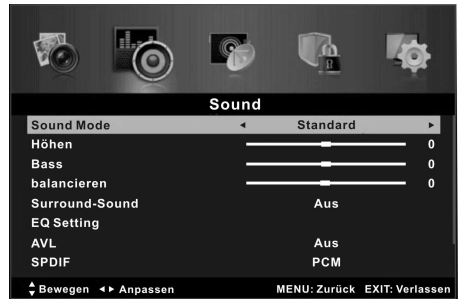 Sound
Sound Mode ◄ Standard ►
Höhen 0
Bass 0
balancieren 0
Surround-Sound Aus
EQ Setting
AVL Aus
SPDIF PCM
Bewegen ◄► Anpassen MENU: Zurück EXIT: Verlassen